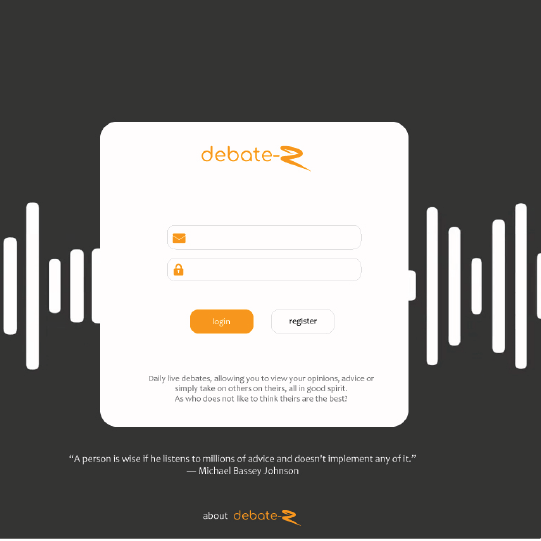 debate-R
login
register
Daily live debates, allowing you to view your opinions, advice or
simply take on others on theirs, all in good spirit.
As who does not like to think theirs are the best!
“A person is wise if he listens to millions of advice and doesn’t implement any of it.”
— Michael Bassey Johnson
about debate-R